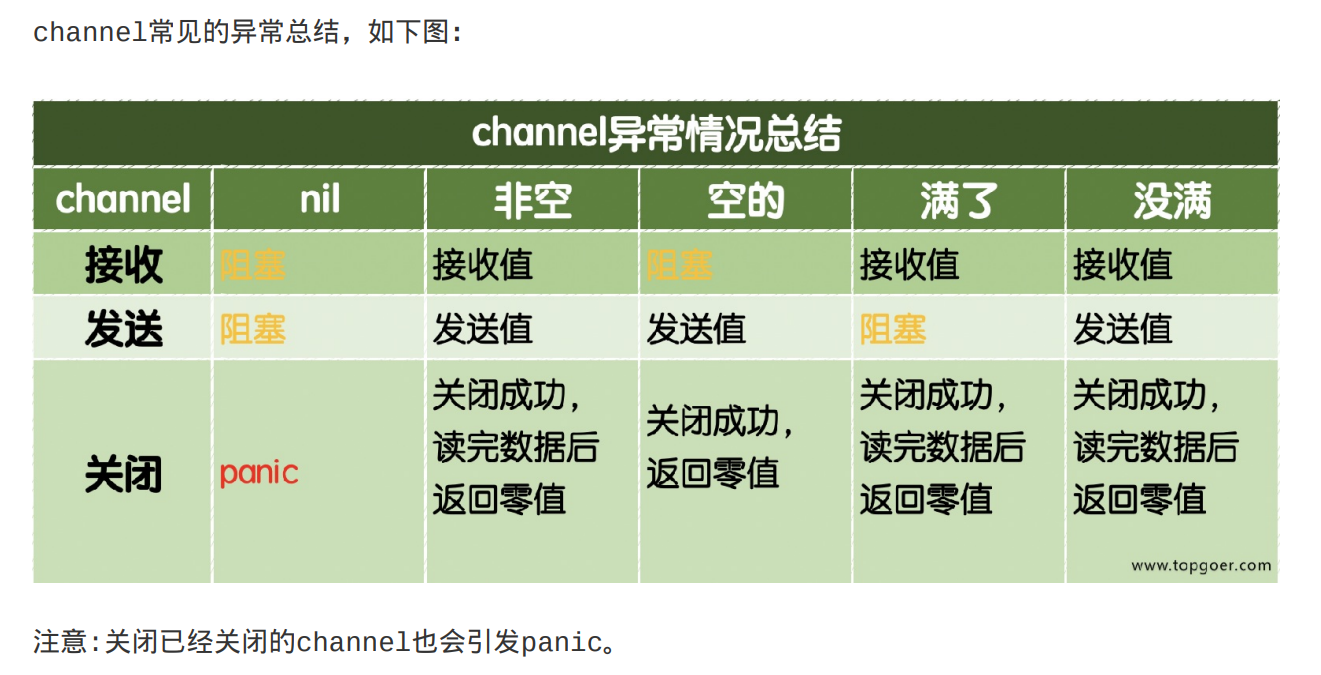 channel常见的异常总结，如下图：
channel异常情况总结
channel nil 非空 空的 满了 没满
接收 阻塞 接收值 阻塞 接收值 接收值
发送 阻塞 发送值 发送值 阻塞 发送值
关闭 panic 关闭成功，读完数据后返回零值 关闭成功，返回零值 关闭成功，读完数据后返回零值 关闭成功，读完数据后返回零值
www.topgoer.com
注意:关闭已经关闭的channel也会引发panic。